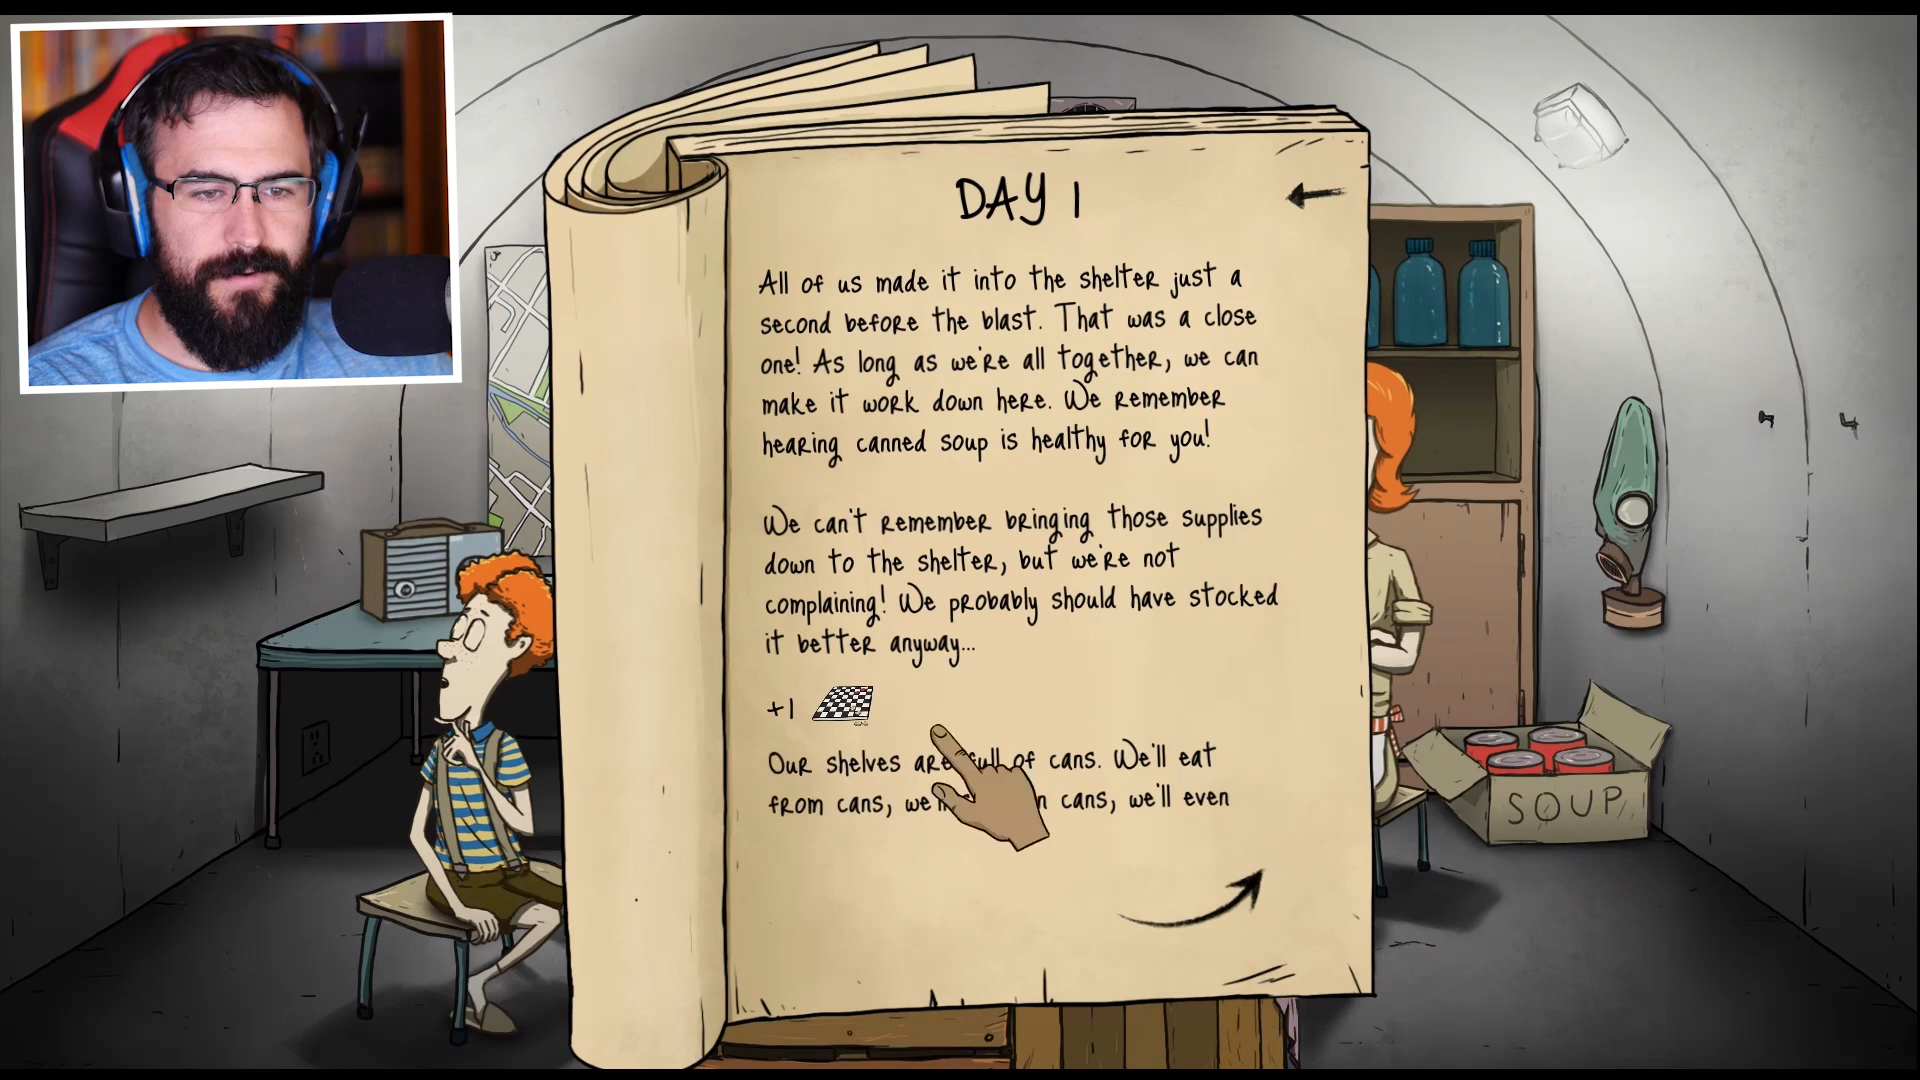 DAY 1
All of us made it into the shelter just a
second before the blast. That was a close
one! As long as we're all together, we can
make it work down here. We remember
hearing canned soup is healthy for you!
We can't remember bringing those supplies
down to the shelter, but we're not
complaining! We probably should have stocked
it better anyway...
+1
Our shelves are full of cans. We'll eat
from cans, cans, we'll even
SOUP